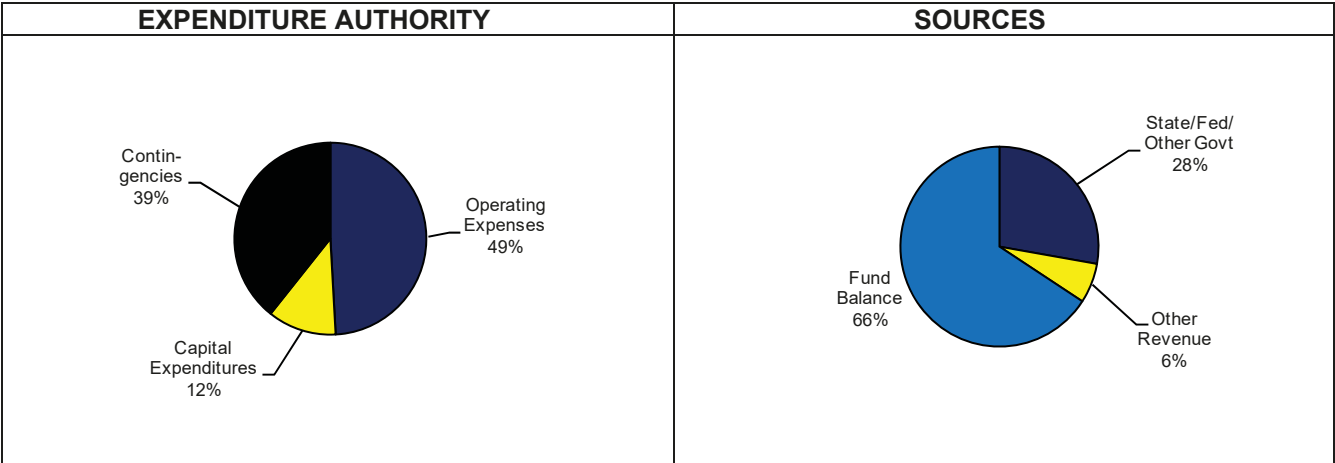 EXPENDITURE AUTHORITY
Contin-
gencies
39%
Operating
Expenses
49%
Capital
Expenditures
12%
SOURCES
State/Fed/
Other Govt
28%
Fund
Balance
66%
Other
Revenue
6%